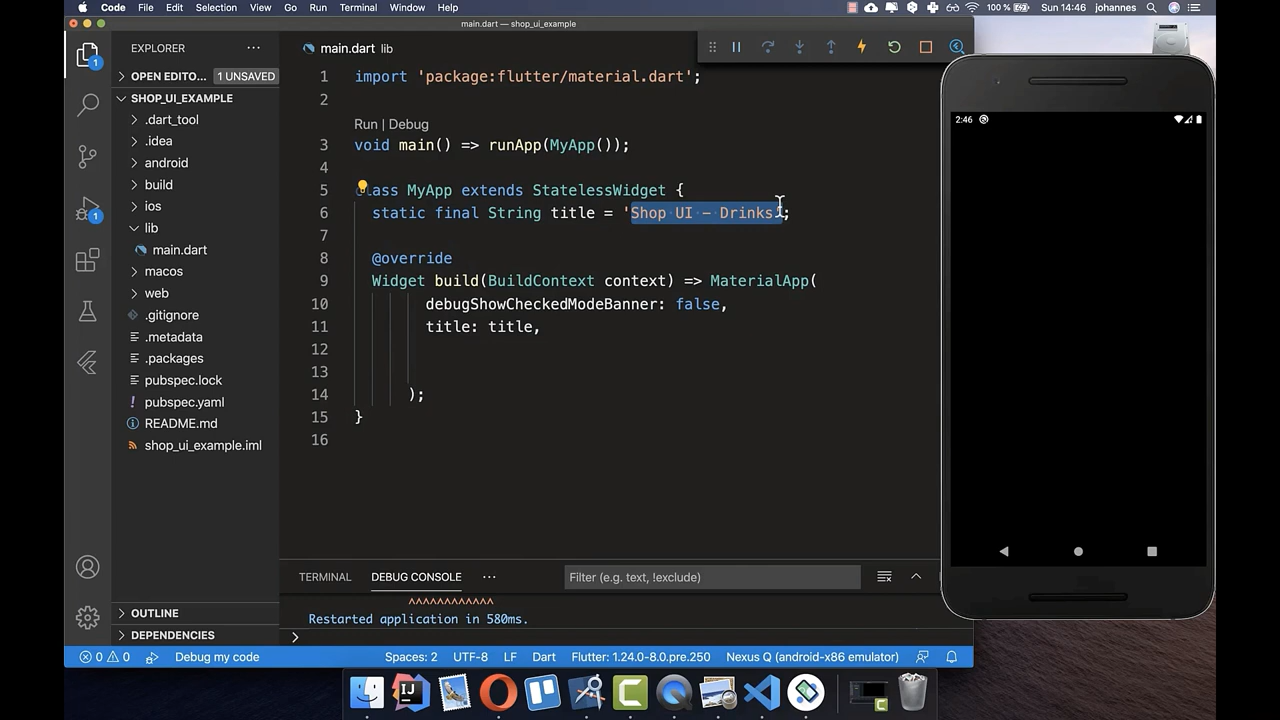 Code File Edit Selection View Go Run Terminal Window Help 100 % Sun 14:46 johannes
main.dart — shop_ui_example
EXPLORER
OPEN EDITO... 1 UNSAVED
SHOP_UI_EXAMPLE
.dart_tool
.idea
android
build
ios
lib
main.dart
macos
web
.gitignore
.metadata
.packages
pubspec.lock
! pubspec.yaml
README.md
shop_ui_example.iml
OUTLINE
DEPENDENCIES
1
1
main.dart lib
1 import 'package:flutter/material.dart';
2
Run | Debug
3 void main() => runApp(MyApp());
4
5 class MyApp extends StatelessWidget {
6 static final String title = 'Shop UI - Drinks';
7
8 @override
9 Widget build(BuildContext context) => MaterialApp(
10 debugShowCheckedModeBanner: false,
11 title: title,
12
13
14 );
15 }
16
TERMINAL DEBUG CONSOLE ... Filter (e.g. text, !exclude)
^^^^^^^^^^^^
Restarted application in 580ms.
>
0 0 Debug my code Spaces: 2 UTF-8 LF Dart Flutter: 1.24.0-8.0.pre.250 Nexus Q (android-x86 emulator)
2:46